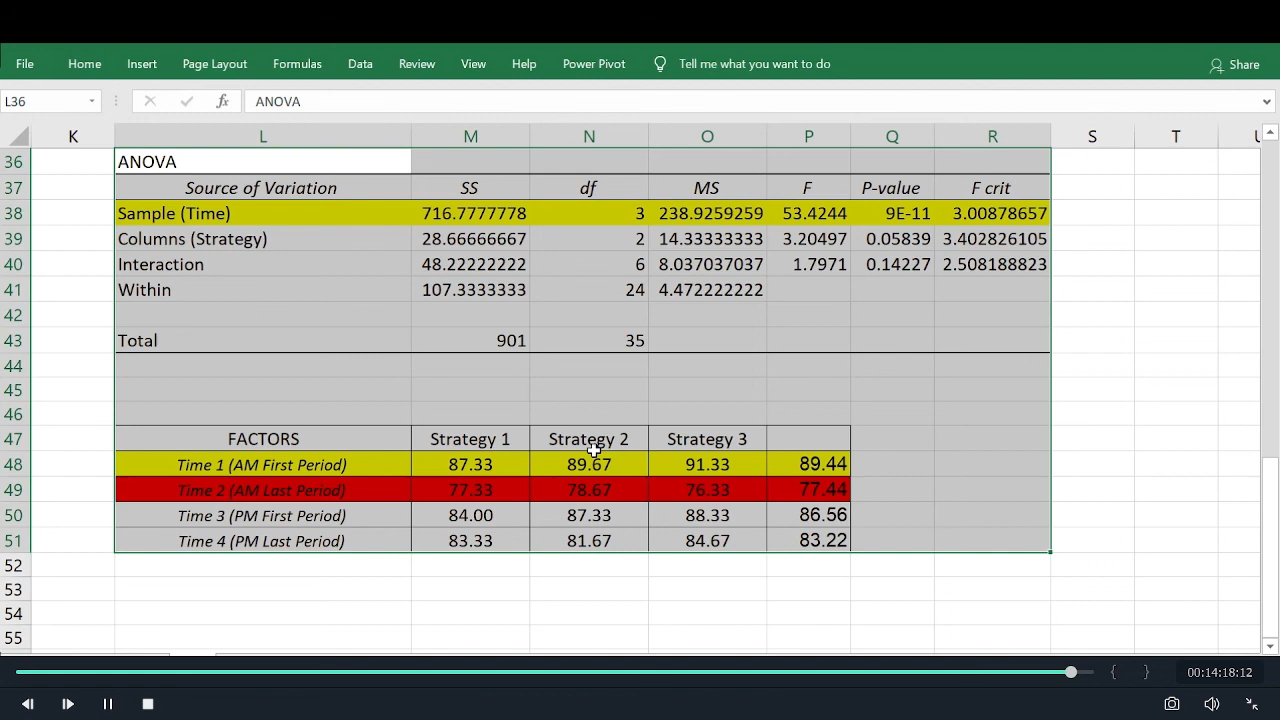 File Home Insert Page Layout Formulas Data Review View Help Power Pivot Tell me what you want to do Share
L36 fx ANOVA
K L M N O P Q R S T
36 ANOVA
37 Source of Variation SS df MS F P-value F crit
38 Sample (Time) 716.7777778 3 238.9259259 53.4244 9E-11 3.00878657
39 Columns (Strategy) 28.66666667 2 14.33333333 3.20497 0.05839 3.402826105
40 Interaction 48.22222222 6 8.037037037 1.7971 0.14227 2.508188823
41 Within 107.3333333 24 4.472222222
42
43 Total 901 35
44
45
46
47 FACTORS Strategy 1 Strategy 2 Strategy 3
48 Time 1 (AM First Period) 87.33 89.67 91.33 89.44
49 Time 2 (AM Last Period) 77.33 78.67 76.33 77.44
50 Time 3 (PM First Period) 84.00 87.33 88.33 86.56
51 Time 4 (PM Last Period) 83.33 81.67 84.67 83.22
52
53
54
55
{ } 00:14:18:12